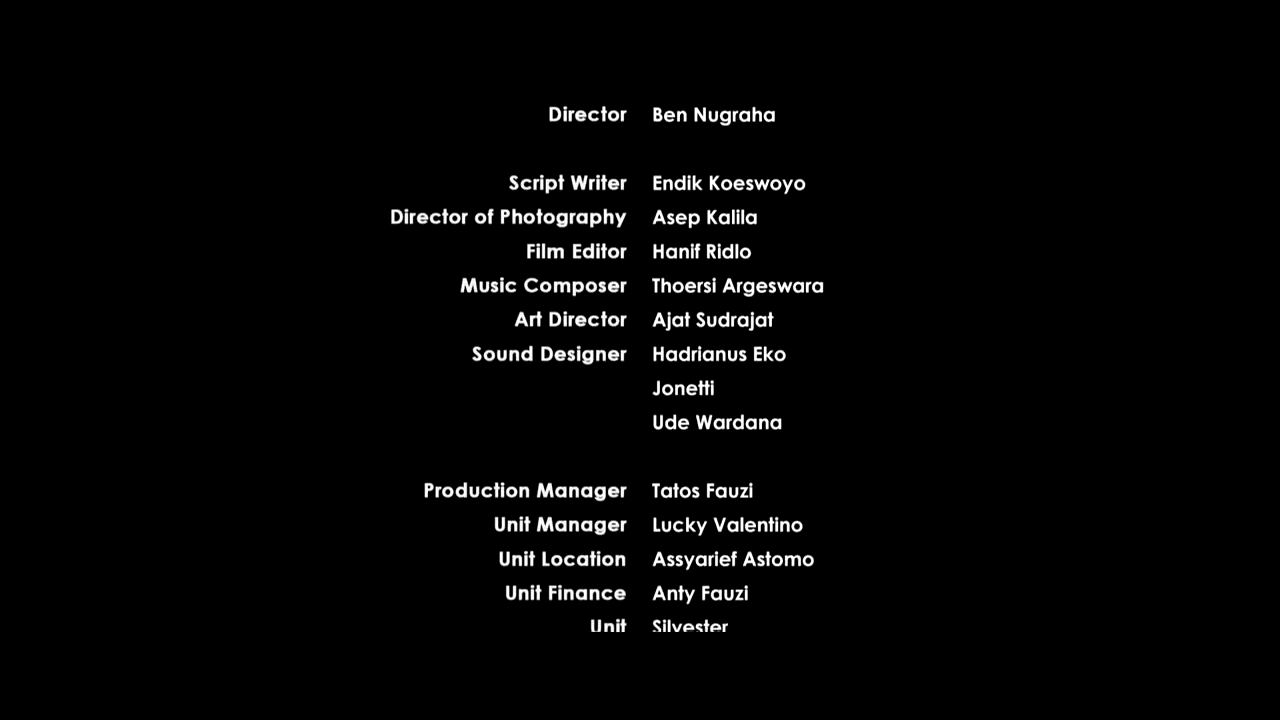 Director Ben Nugraha
Script Writer Endik Koeswoyo
Director of Photography Asep Kalila
Film Editor Hanif Ridlo
Music Composer Thoersi Argeswara
Art Director Ajat Sudrajat
Sound Designer Hadrianus Eko
Jonetti
Ude Wardana
Production Manager Tatos Fauzi
Unit Manager Lucky Valentino
Unit Location Assyarief Astomo
Unit Finance Anty Fauzi
Unit Silvester